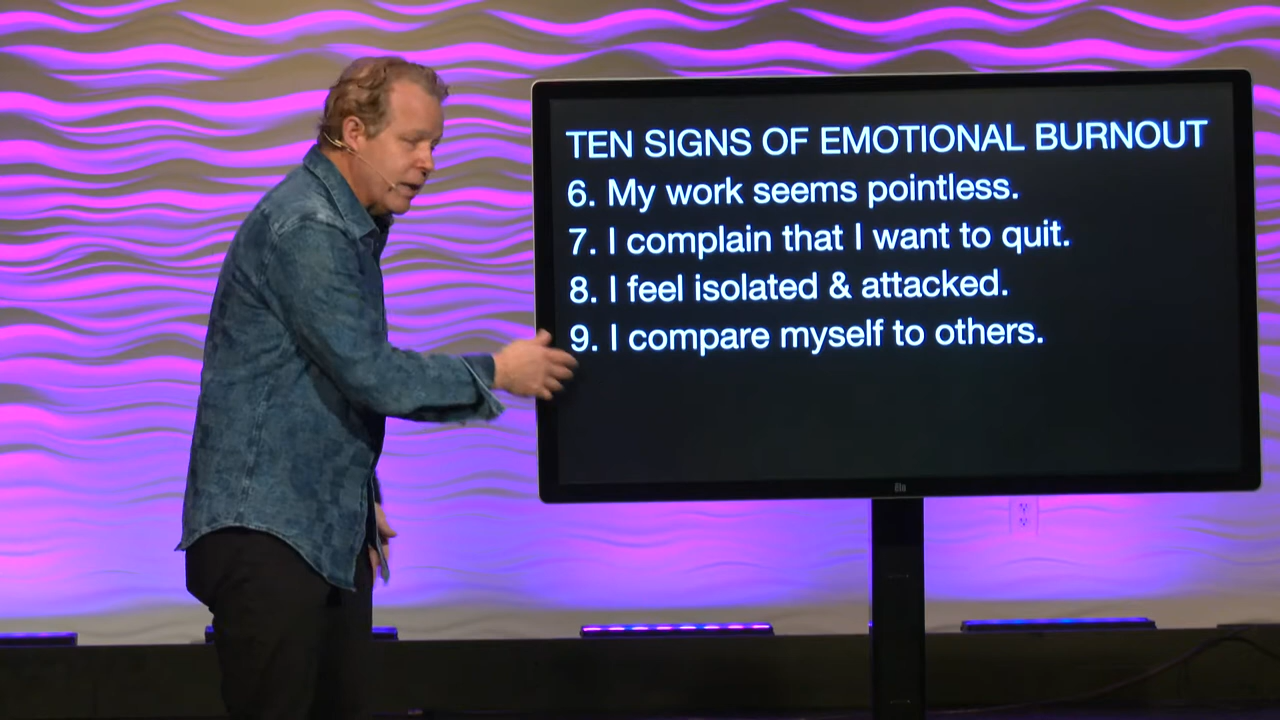 TEN SIGNS OF EMOTIONAL BURNOUT
6. My work seems pointless.
7. I complain that I want to quit.
8. I feel isolated & attacked.
9. I compare myself to others.
elo